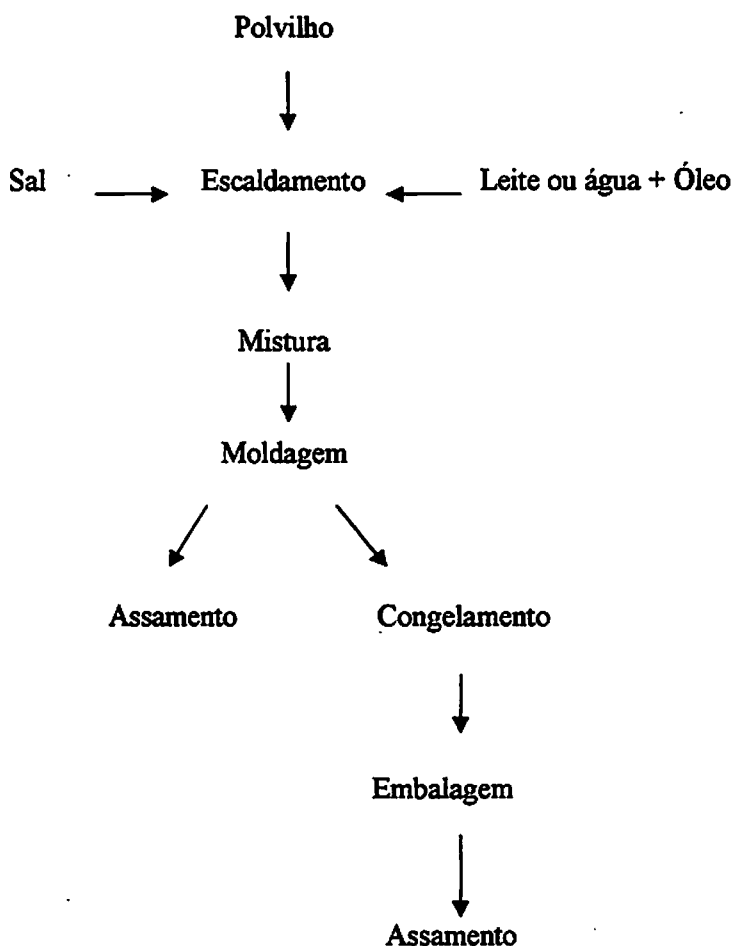 Polvilho
Sal Escaldamento Leite ou água + Óleo
Mistura
Moldagem
Assamento Congelamento
Embalagem
Assamento